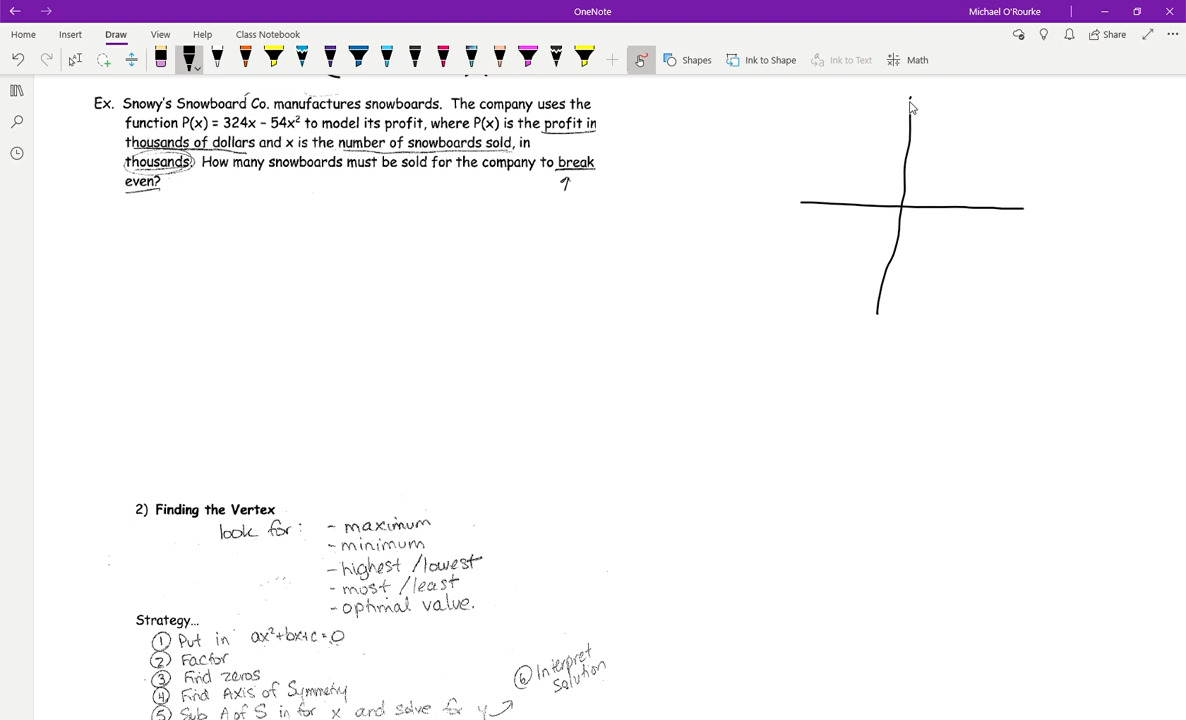 OneNote
Michael O'Rourke
Home Insert Draw View Help Class Notebook
Share
Shapes Ink to Shape Ink to Text Math
Ex. Snowy's Snowboard Co. manufactures snowboards. The company uses the
function P(x) = 324x – 54x² to model its profit, where P(x) is the profit in
thousands of dollars and x is the number of snowboards sold, in
thousands. How many snowboards must be sold for the company to break
even?
2) Finding the Vertex
look for: - maximum
- minimum
- highest /lowest
- most /least
- optimal value.
Strategy...
① Put in ax²+bx+c=0
② Factor
③ Find zeros
④ Find Axis of Symmetry
⑤ Sub A of S in for x and solve for y
⑥ Interpret
Solution